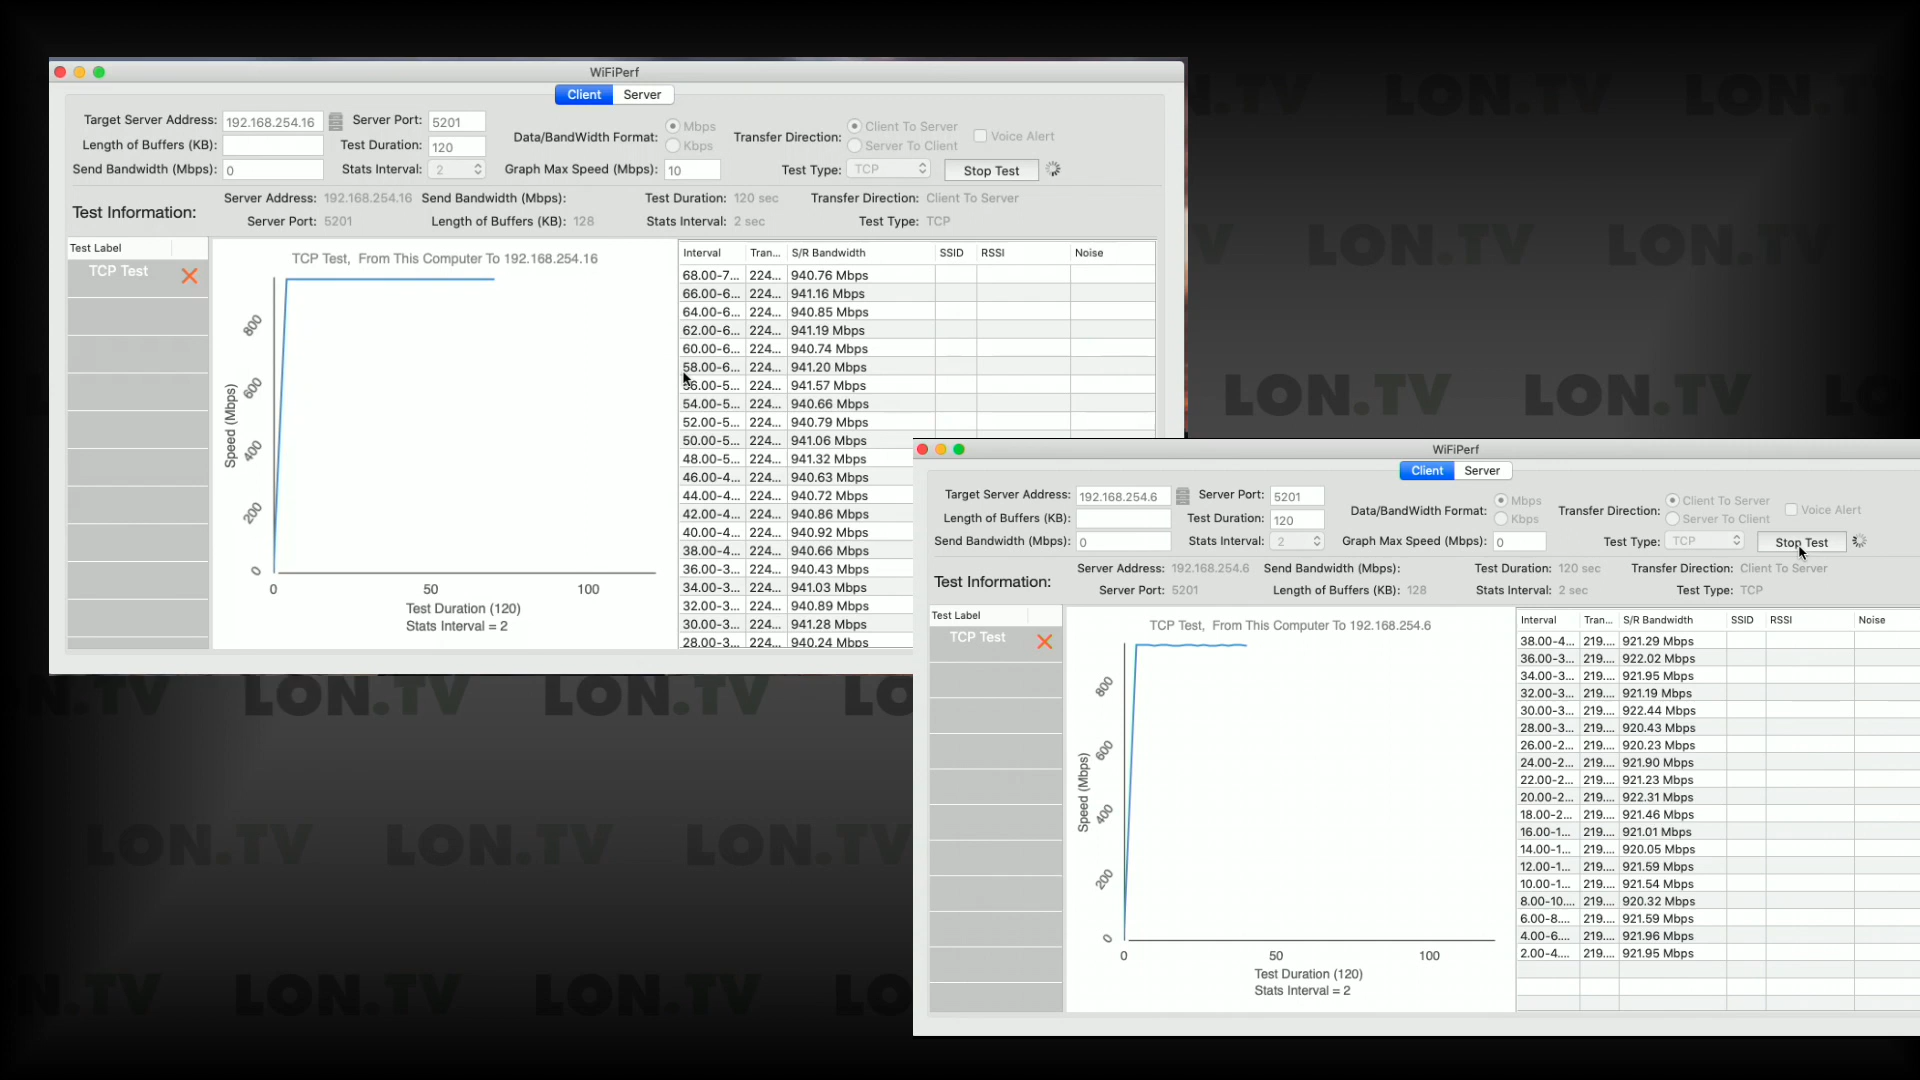 WiFiPerf
Client Server
Target Server Address: 192.168.254.16 Server Port: 5201
Length of Buffers (KB): Test Duration: 120
Send Bandwidth (Mbps): 0 Stats Interval: 2
Data/BandWidth Format: Mbps Kbps
Graph Max Speed (Mbps): 10
Transfer Direction: Client To Server Server To Client Voice Alert
Test Type: TCP Stop Test
Test Information:
Server Address: 192.168.254.16 Send Bandwidth (Mbps): Test Duration: 120 sec Transfer Direction: Client To Server
Server Port: 5201 Length of Buffers (KB): 128 Stats Interval: 2 sec Test Type: TCP
Test Label
TCP Test
TCP Test, From This Computer To 192.168.254.16
Speed (Mbps)
800
600
400
200
0
0 50 100
Test Duration (120)
Stats Interval = 2
Interval Tran... S/R Bandwidth SSID RSSI Noise
68.00-7... 224... 940.76 Mbps
66.00-6... 224... 941.16 Mbps
64.00-6... 224... 940.85 Mbps
62.00-6... 224... 941.19 Mbps
60.00-6... 224... 940.74 Mbps
58.00-6... 224... 941.20 Mbps
56.00-5... 224... 941.57 Mbps
54.00-5... 224... 940.66 Mbps
52.00-5... 224... 940.79 Mbps
50.00-5... 224... 941.06 Mbps
48.00-5... 224... 941.32 Mbps
46.00-4... 224... 940.63 Mbps
44.00-4... 224... 940.72 Mbps
42.00-4... 224... 940.86 Mbps
40.00-4... 224... 940.92 Mbps
38.00-4... 224... 940.66 Mbps
36.00-3... 224... 940.43 Mbps
34.00-3... 224... 941.03 Mbps
32.00-3... 224... 940.89 Mbps
30.00-3... 224... 941.28 Mbps
28.00-3... 224... 940.24 Mbps
WiFiPerf
Client Server
Target Server Address: 192.168.254.6 Server Port: 5201
Length of Buffers (KB): Test Duration: 120
Send Bandwidth (Mbps): 0 Stats Interval: 2
Data/BandWidth Format: Mbps Kbps
Graph Max Speed (Mbps): 0
Transfer Direction: Client To Server Server To Client Voice Alert
Test Type: TCP Stop Test
Test Information:
Server Address: 192.168.254.6 Send Bandwidth (Mbps): Test Duration: 120 sec Transfer Direction: Client To Server
Server Port: 5201 Length of Buffers (KB): 128 Stats Interval: 2 sec Test Type: TCP
Test Label
TCP Test
TCP Test, From This Computer To 192.168.254.6
Speed (Mbps)
800
600
400
200
0
0 50 100
Test Duration (120)
Stats Interval = 2
Interval Tran... S/R Bandwidth SSID RSSI Noise
38.00-4... 219.... 921.29 Mbps
36.00-3... 219.... 922.02 Mbps
34.00-3... 219.... 921.95 Mbps
32.00-3... 219.... 921.19 Mbps
30.00-3... 219.... 922.44 Mbps
28.00-3... 219.... 920.43 Mbps
26.00-2... 219.... 920.23 Mbps
24.00-2... 219.... 921.90 Mbps
22.00-2... 219.... 921.23 Mbps
20.00-2... 219.... 922.31 Mbps
18.00-2... 219.... 921.46 Mbps
16.00-1... 219.... 921.01 Mbps
14.00-1... 219.... 920.05 Mbps
12.00-1... 219.... 921.59 Mbps
10.00-1... 219.... 921.54 Mbps
8.00-10.... 219.... 920.32 Mbps
6.00-8.... 219.... 921.59 Mbps
4.00-6.... 219.... 921.96 Mbps
2.00-4.... 219.... 921.95 Mbps
LON.TV LON.TV
LON.TV LON.TV
LON.TV LON.TV
LON.TV LON.TV
LON.TV LON.TV LON.TV
LON.TV LON.TV